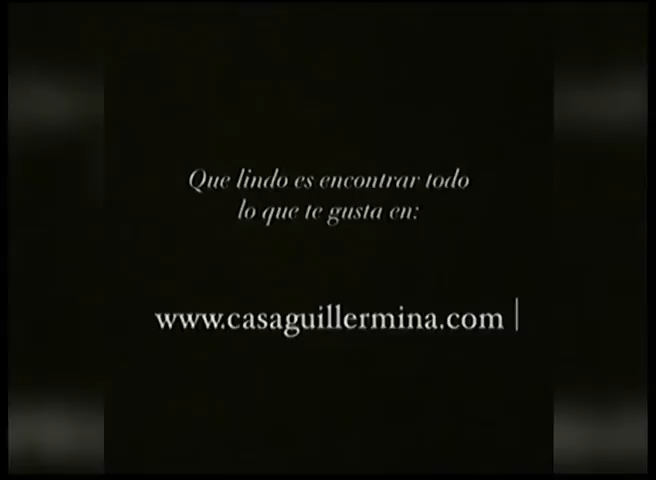 Que lindo es encontrar todo
lo que te gusta en:
www.casaguillermina.com